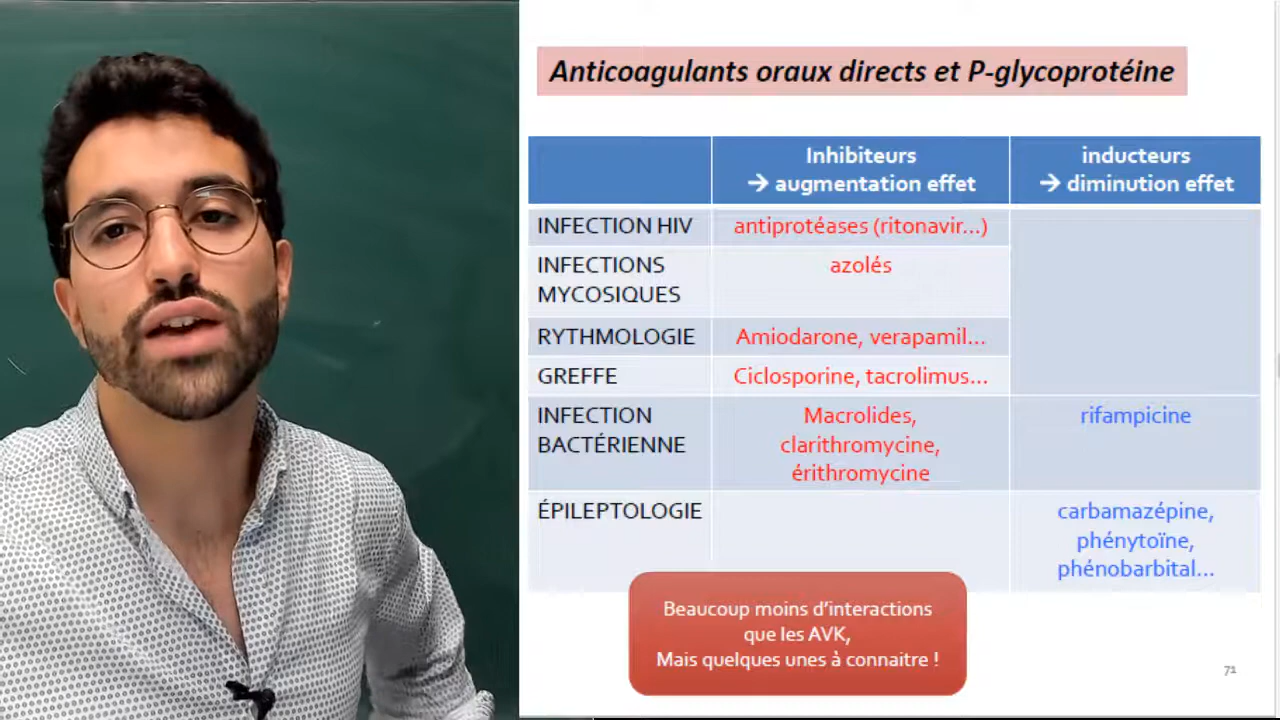 Anticoagulants oraux directs et P-glycoprotéine
Inhibiteurs
→ augmentation effet
inducteurs
→ diminution effet
INFECTION HIV
antiprotéases (ritonavir...)
INFECTIONS
MYCOSIQUES
azolés
RYTHMOLOGIE
Amiodarone, verapamil...
GREFFE
Ciclosporine, tacrolimus...
INFECTION
BACTÉRIENNE
Macrolides,
clarithromycine,
érithromycine
rifampicine
ÉPILEPTOLOGIE
carbamazépine,
phénytoïne,
phénobarbital...
Beaucoup moins d'interactions
que les AVK,
Mais quelques unes à connaitre !
71